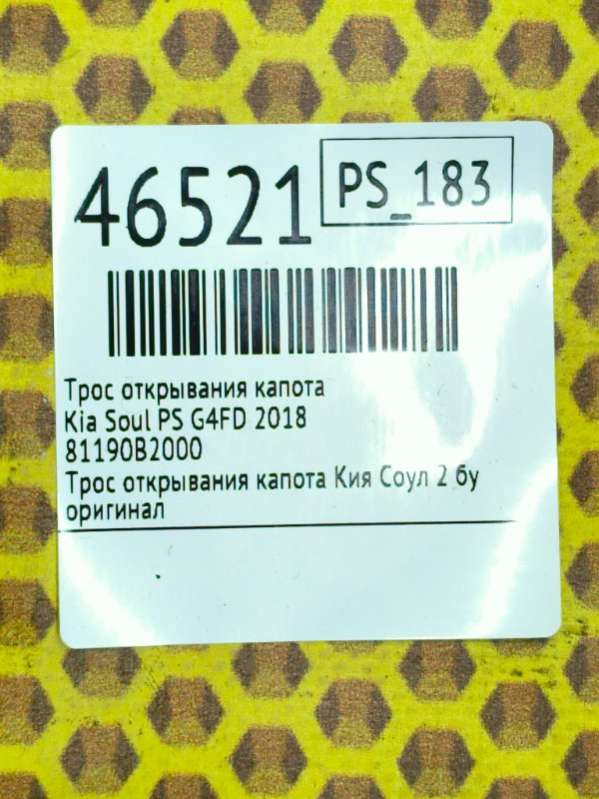 46521
PS_183
Трос открывания капота
Kia Soul PS G4FD 2018
81190B2000
Трос открывания капота Кия Соул 2 бу
оригинал